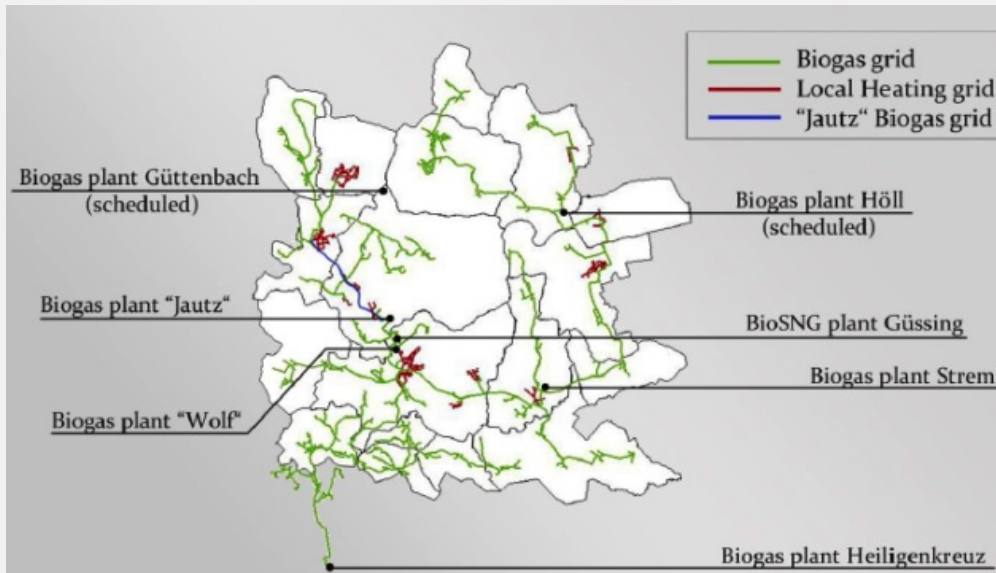 Biogas grid
Local Heating grid
“Jautz“ Biogas grid
Biogas plant Güttenbach
(scheduled)
Biogas plant Höll
(scheduled)
Biogas plant “Jautz“
BioSNG plant Güssing
Biogas plant Strem
Biogas plant “Wolf“
Biogas plant Heiligenkreuz